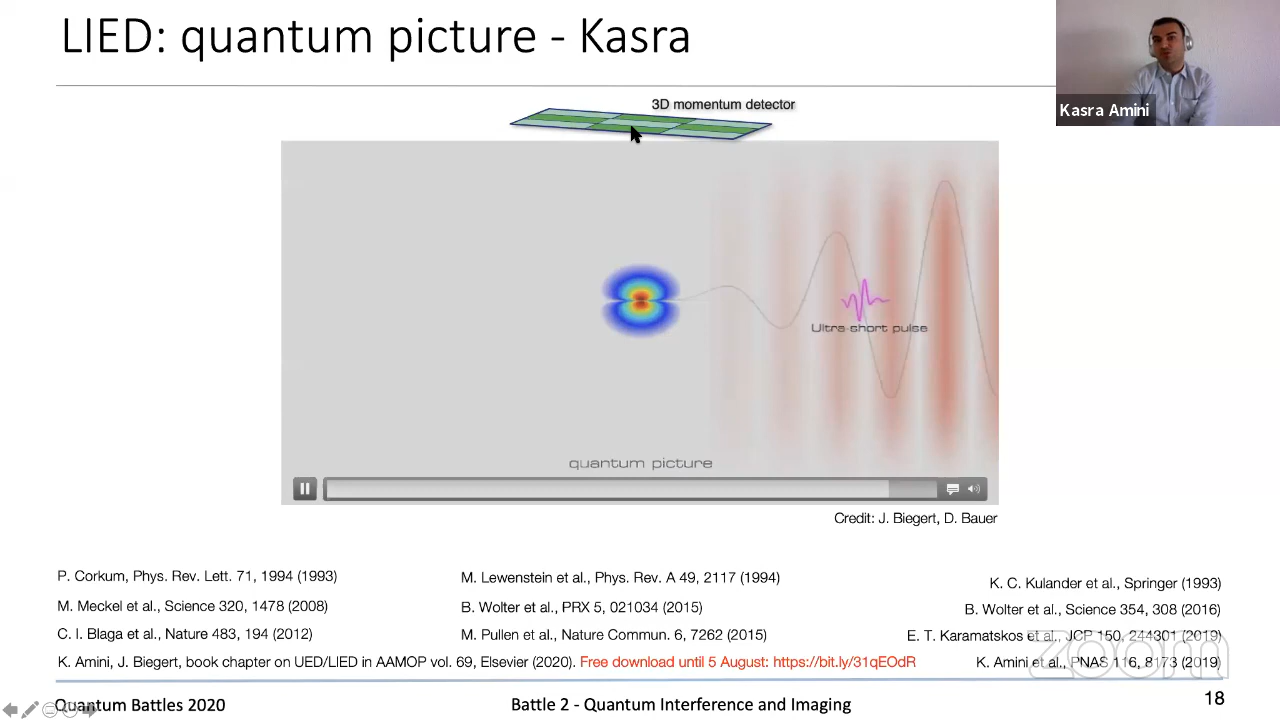 LIED: quantum picture - Kasra
Kasra Amini
3D momentum detector
Ultra-short pulse
quantum picture
Credit: J. Biegert, D. Bauer
P. Corkum, Phys. Rev. Lett. 71, 1994 (1993)
M. Lewenstein et al., Phys. Rev. A 49, 2117 (1994)
K. C. Kulander et al., Springer (1993)
M. Meckel et al., Science 320, 1478 (2008)
B. Wolter et al., PRX 5, 021034 (2015)
B. Wolter et al., Science 354, 308 (2016)
C. I. Blaga et al., Nature 483, 194 (2012)
M. Pullen et al., Nature Commun. 6, 7262 (2015)
E. T. Karamatskos et al., JCP 150, 244301 (2019)
K. Amini, J. Biegert, book chapter on UED/LIED in AAMOP vol. 69, Elsevier (2020). Free download until 5 August: https://bit.ly/31qEOdR
K. Amini et al., PNAS 116, 8173 (2019)
zoom
Quantum Battles 2020
Battle 2 - Quantum Interference and Imaging
18